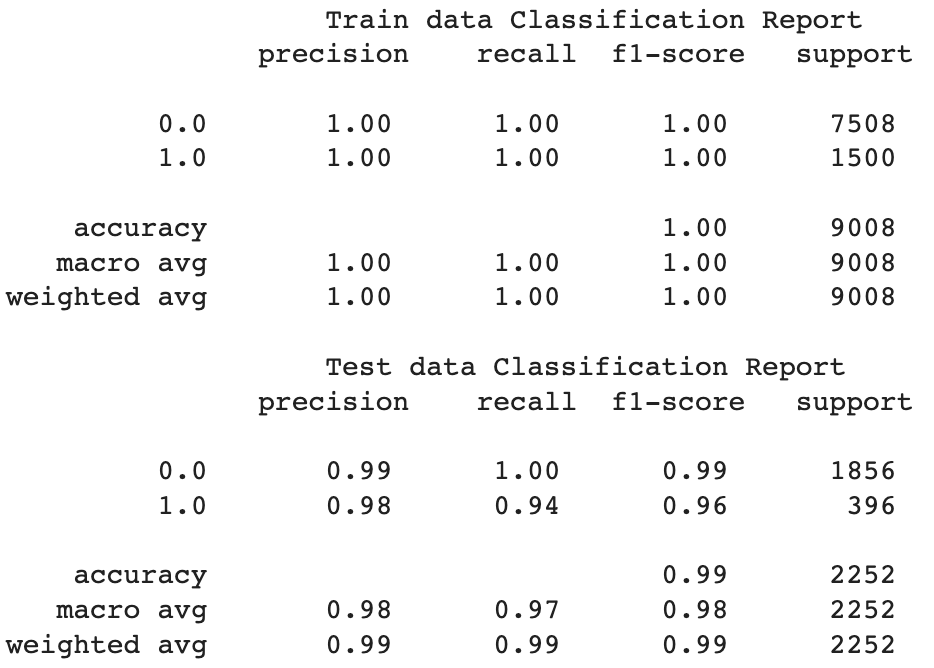 Train data Classification Report
precision recall f1-score support
0.0 1.00 1.00 1.00 7508
1.0 1.00 1.00 1.00 1500
accuracy 1.00 9008
macro avg 1.00 1.00 1.00 9008
weighted avg 1.00 1.00 1.00 9008
Test data Classification Report
precision recall f1-score support
0.0 0.99 1.00 0.99 1856
1.0 0.98 0.94 0.96 396
accuracy 0.99 2252
macro avg 0.98 0.97 0.98 2252
weighted avg 0.99 0.99 0.99 2252